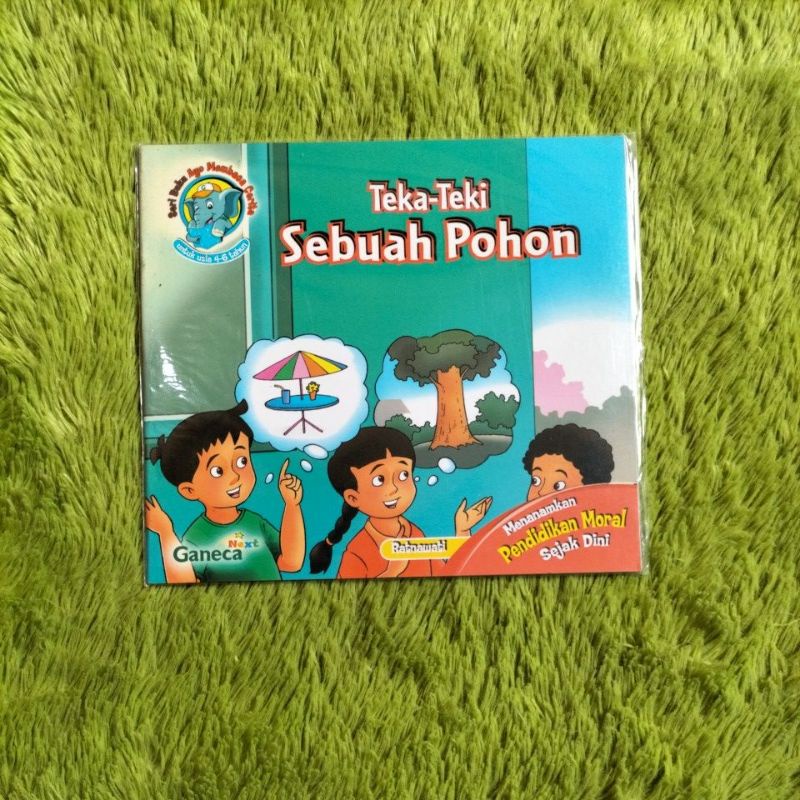 Seri Buku Ayo Membaca Cerita
untuk usia 4-6 tahun
Teka-Teki
Sebuah Pohon
Next
Ganeca
Ratnawati
Menanamkan
Pendidikan Moral
Sejak Dini